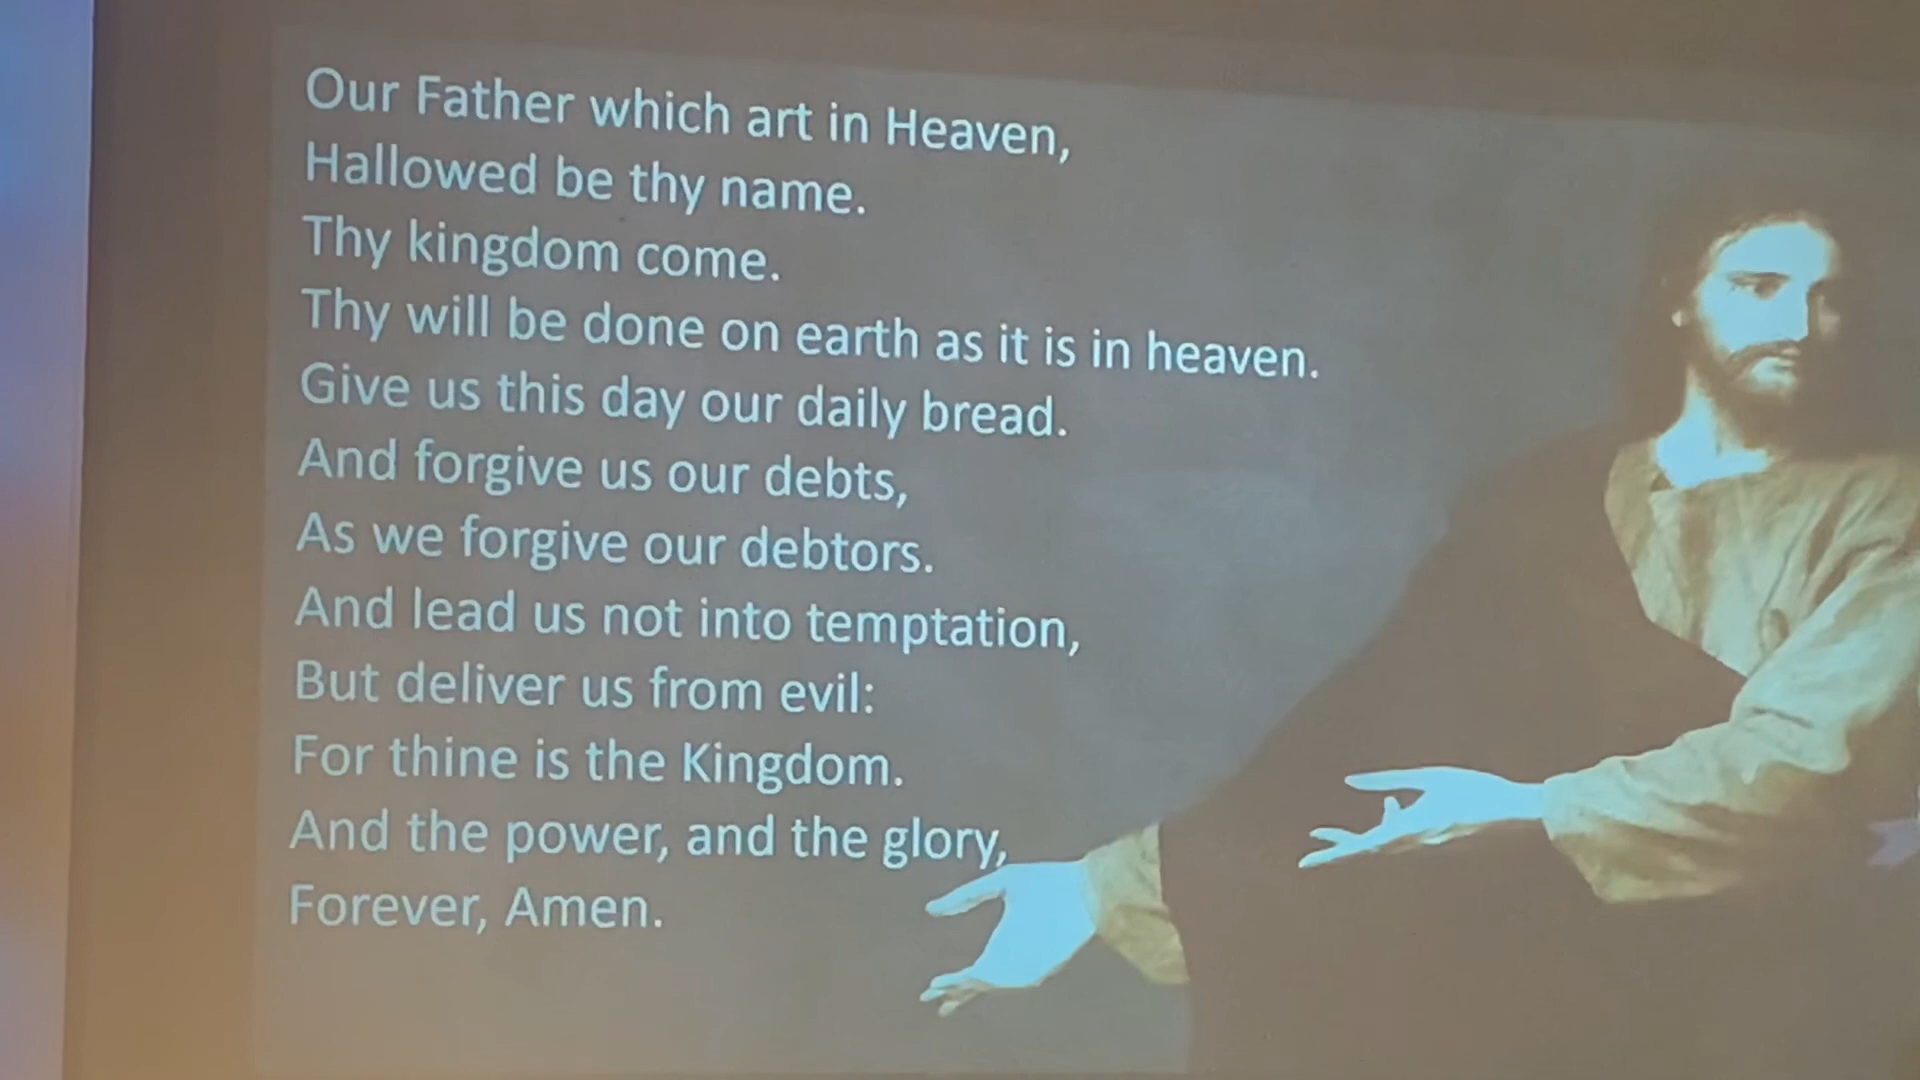 Our Father which art in Heaven,
Hallowed be thy name.
Thy kingdom come.
Thy will be done on earth as it is in heaven.
Give us this day our daily bread.
And forgive us our debts,
As we forgive our debtors.
And lead us not into temptation,
But deliver us from evil:
For thine is the Kingdom.
And the power, and the glory,
Forever, Amen.